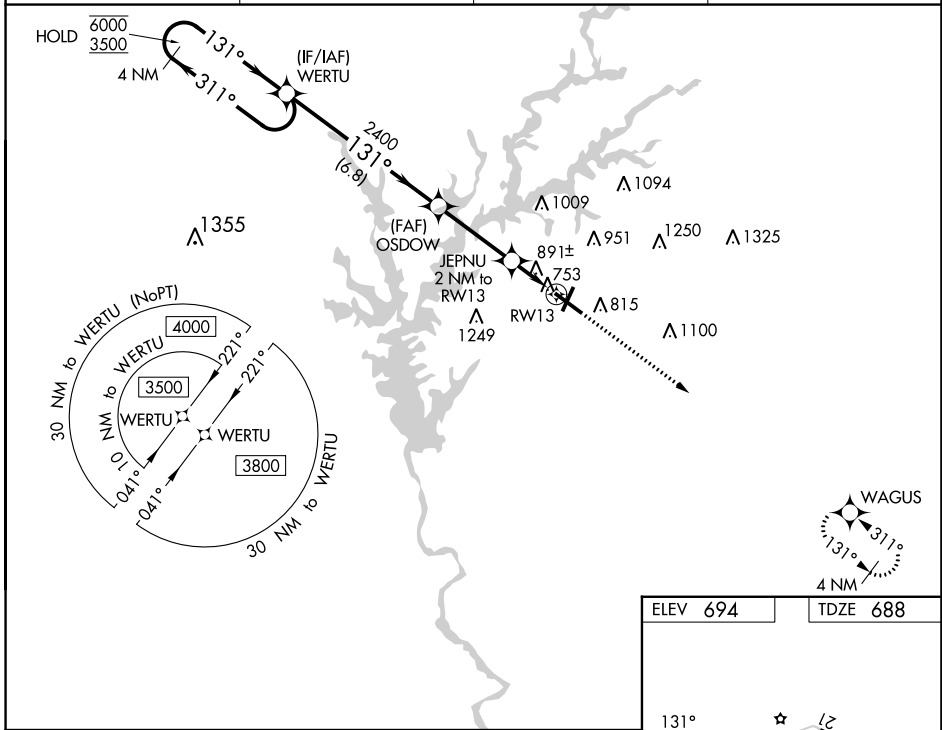 HOLD 6000
3500
4 NM
131°
311°
(IF/IAF)
WERTU
2400
131°
(6.8)
(FAF)
OSDOW
JEPNU
2 NM to
RW13
RW13
1355
1009
1094
951
1250
1325
891±
753
815
1249
1100
30 NM to WERTU (NoPT)
4000
10 NM to WERTU
3500
221°
221°
WERTU
WERTU
3800
041°
041°
30 NM to WERTU
WAGUS
311°
131°
4 NM
ELEV 694
TDZE 688
131°
21